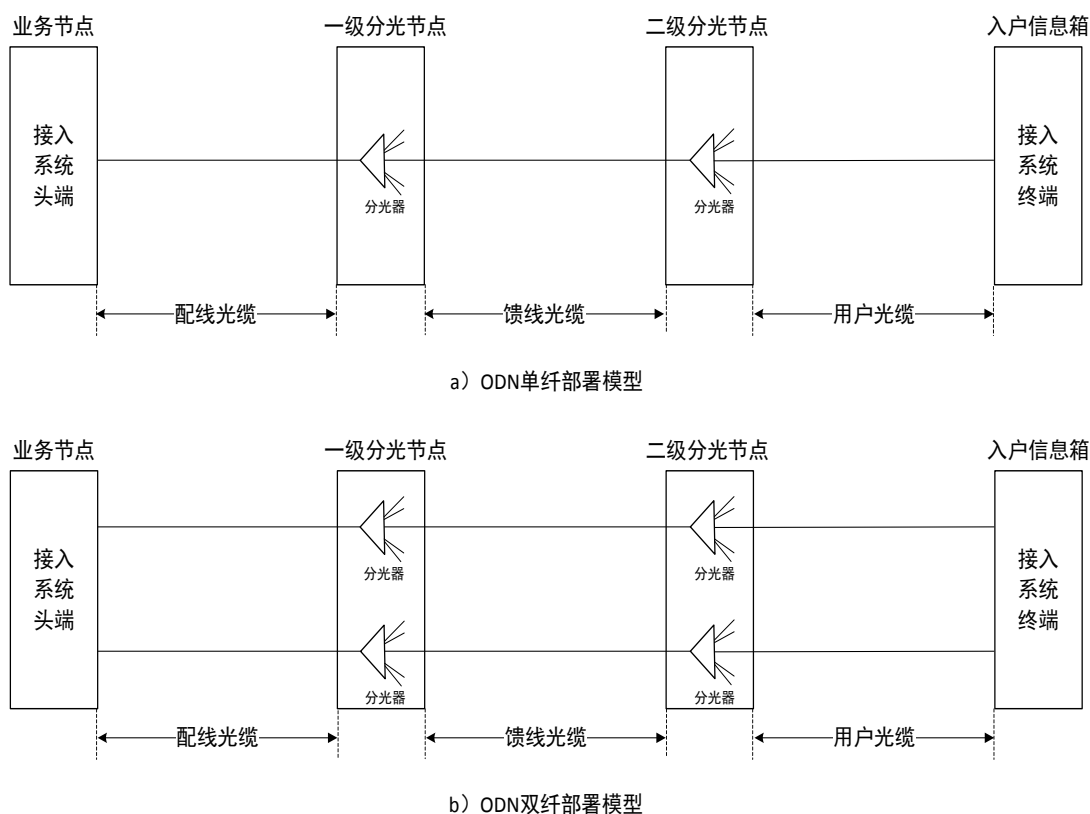 业务节点
一级分光节点
二级分光节点
入户信息箱
接入
系统
头端
分光器
分光器
接入
系统
终端
配线光缆
馈线光缆
用户光缆
a）ODN单纤部署模型
业务节点
一级分光节点
二级分光节点
入户信息箱
接入
系统
头端
分光器
分光器
接入
系统
终端
分光器
分光器
配线光缆
馈线光缆
用户光缆
b）ODN双纤部署模型